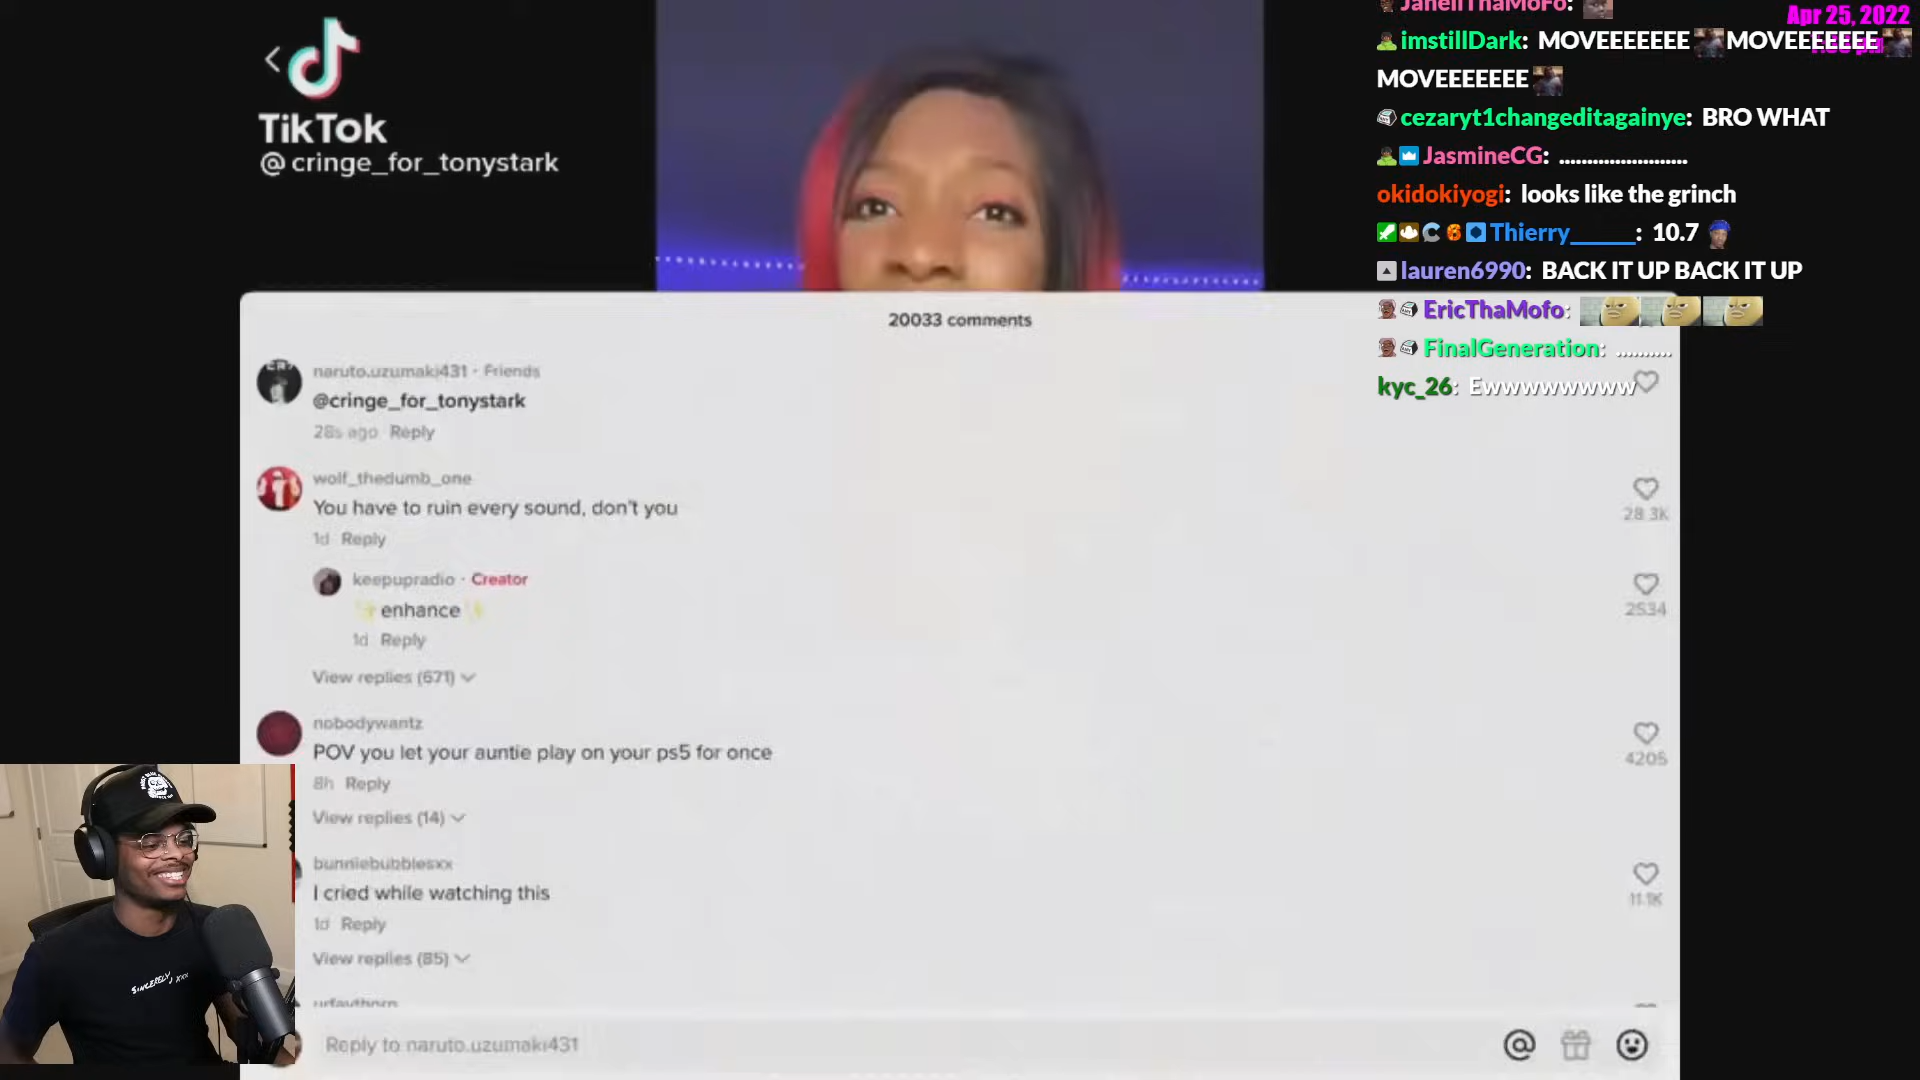 TikTok
@ cringe_for_tonystark
Apr 25, 2022
JanellThaMoFo:
imstillDark: MOVEEEEEEE MOVEEEEEEE
MOVEEEEEEE
cezaryt1changeditagainye: BRO WHAT
JasmineCG: .......................
okidokiyogi: looks like the grinch
Thierry_____: 10.7
lauren6990: BACK IT UP BACK IT UP
EricThaMofo:
FinalGeneration: ..........
kyc_26: Ewwwwwwww
20033 comments
naruto.uzumaki431 · Friends
@cringe_for_tonystark
28s ago Reply
wolf_thedumb_one
You have to ruin every sound, don't you
1d Reply
28.3K
keepupradio · Creator
✨ enhance ✨
1d Reply
2534
View replies (671)
nobodywantz
POV you let your auntie play on your ps5 for once
8h Reply
4205
View replies (14)
bunniebubblesxx
I cried while watching this
1d Reply
11.1K
View replies (85)
Reply to naruto.uzumaki431
SINCERELY, J XXX